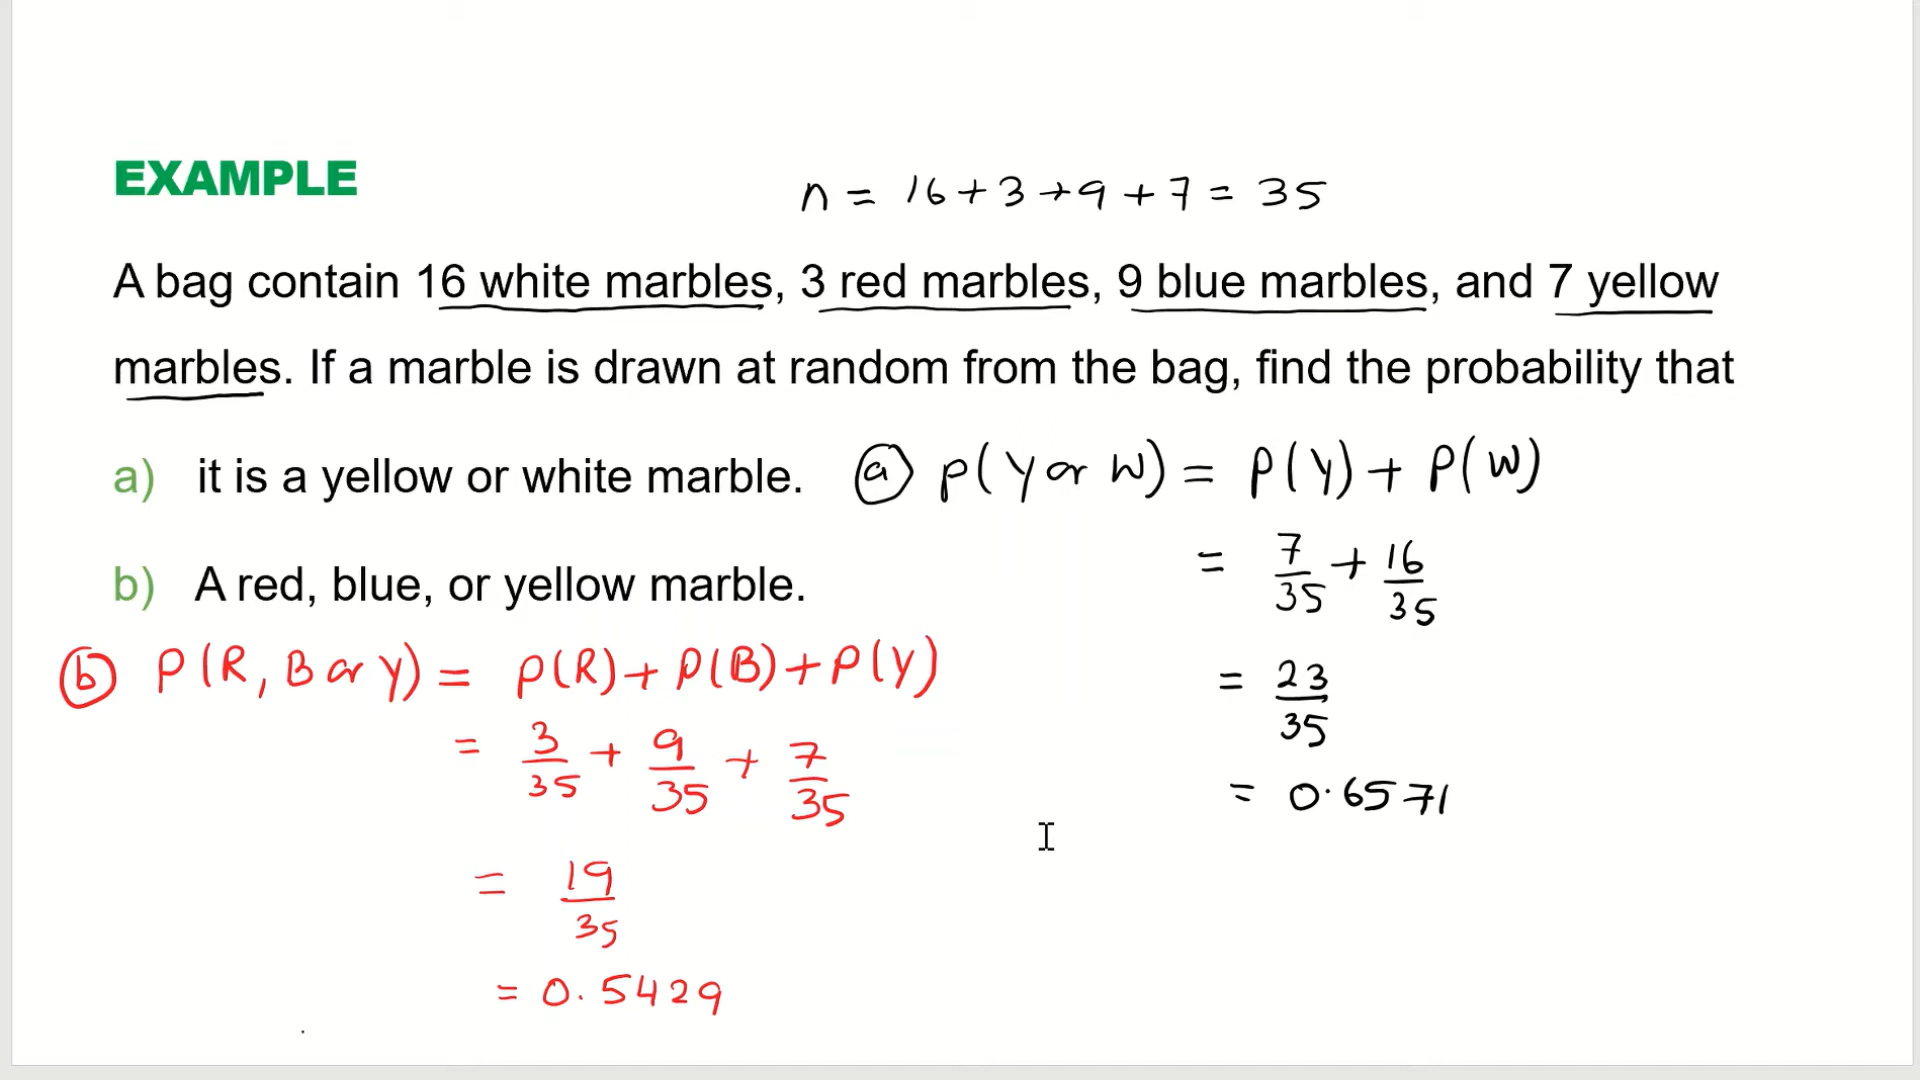 EXAMPLE
n = 16 + 3 + 9 + 7 = 35
A bag contain 16 white marbles, 3 red marbles, 9 blue marbles, and 7 yellow
marbles. If a marble is drawn at random from the bag, find the probability that
a) it is a yellow or white marble.
(a) P(Y or W) = P(Y) + P(W)
= 7/35 + 16/35
= 23/35
= 0.6571
b) A red, blue, or yellow marble.
(b) P(R, B or Y) = P(R) + P(B) + P(Y)
= 3/35 + 9/35 + 7/35
= 19/35
= 0.5429